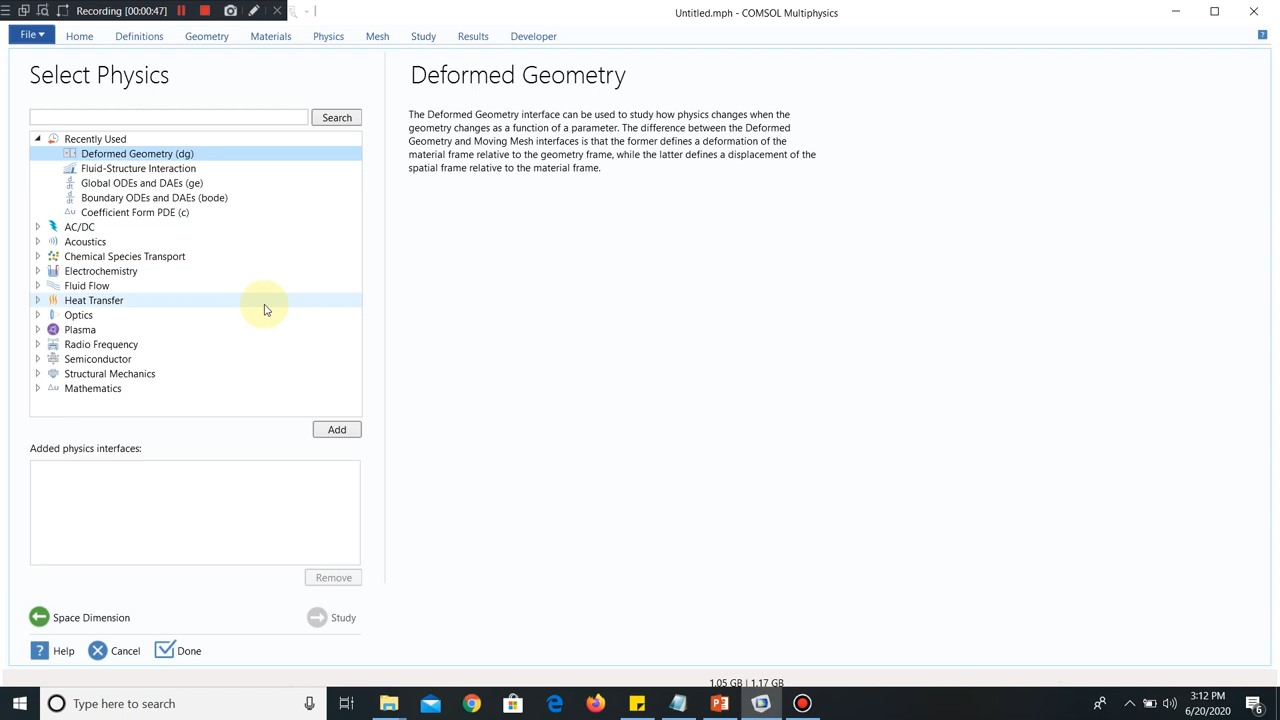 Recording [00:00:47]
Untitled.mph - COMSOL Multiphysics
File
Home
Definitions
Geometry
Materials
Physics
Mesh
Study
Results
Developer
Select Physics
Search
Recently Used
Deformed Geometry (dg)
Fluid-Structure Interaction
Global ODEs and DAEs (ge)
Boundary ODEs and DAEs (bode)
Δu Coefficient Form PDE (c)
AC/DC
Acoustics
Chemical Species Transport
Electrochemistry
Fluid Flow
Heat Transfer
Optics
Plasma
Radio Frequency
Semiconductor
Structural Mechanics
Δu Mathematics
Add
Added physics interfaces:
Remove
Space Dimension
Study
? Help
Cancel
Done
Deformed Geometry
The Deformed Geometry interface can be used to study how physics changes when the
geometry changes as a function of a parameter. The difference between the Deformed
Geometry and Moving Mesh interfaces is that the former defines a deformation of the
material frame relative to the geometry frame, while the latter defines a displacement of the
spatial frame relative to the material frame.
1.05 GB | 1.17 GB
Type here to search
3:12 PM
6/20/2020
6